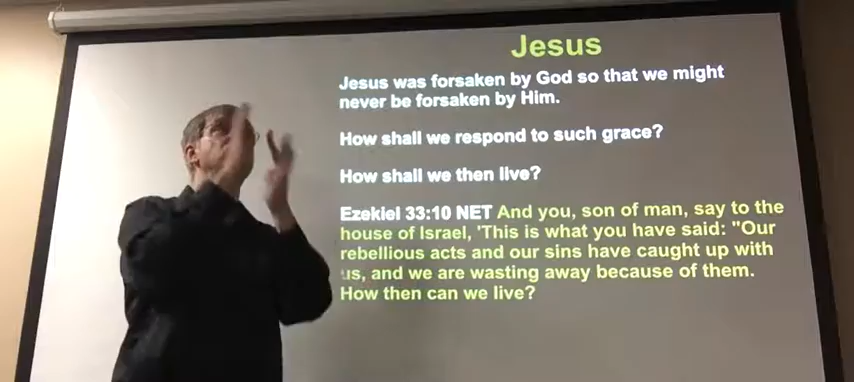 Jesus
Jesus was forsaken by God so that we might
never be forsaken by Him.
How shall we respond to such grace?
How shall we then live?
Ezekiel 33:10 NET And you, son of man, say to the
house of Israel, 'This is what you have said: "Our
rebellious acts and our sins have caught up with
us, and we are wasting away because of them.
How then can we live?